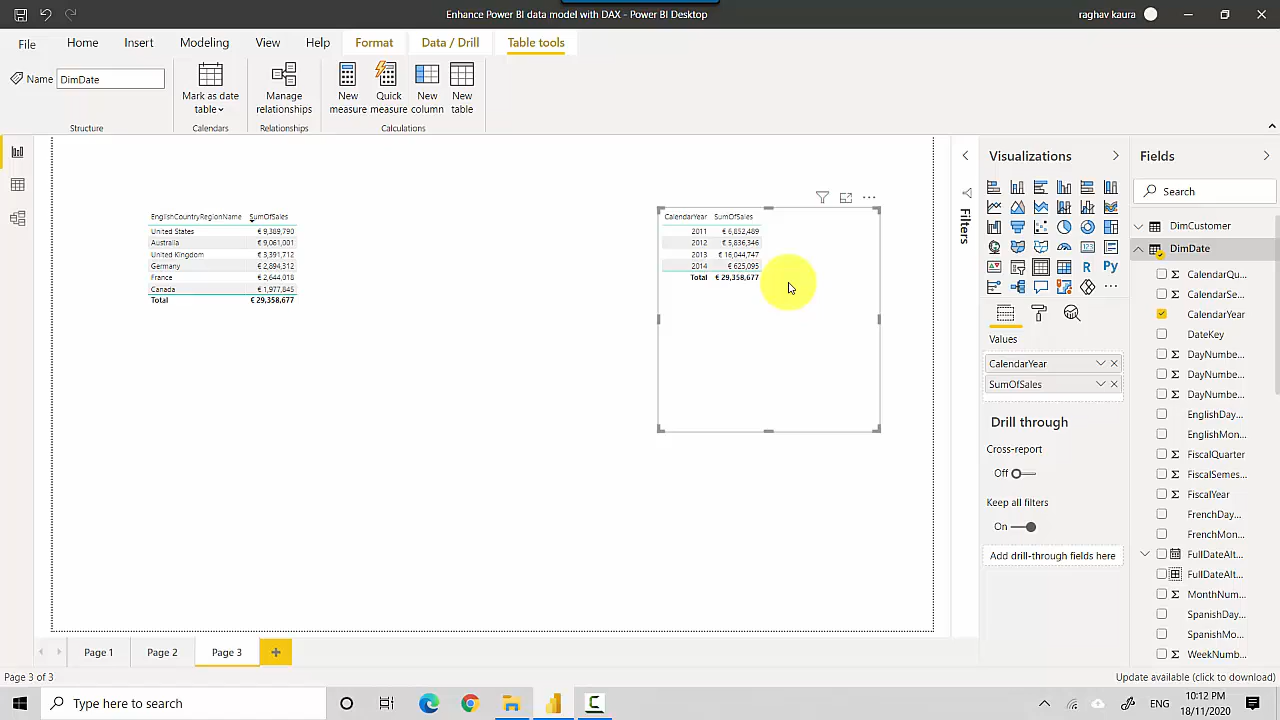 Enhance Power BI data model with DAX - Power BI Desktop
raghav kaura
File Home Insert Modeling View Help Format Data / Drill Table tools
Name DimDate
Mark as date table
Manage relationships
New measure
Quick measure
New column
New table
Structure Calendars Relationships Calculations
EnglishCountryRegionName SumOfSales
United States € 9,389,790
Australia € 9,061,001
United Kingdom € 3,391,712
Germany € 2,894,312
France € 2,644,018
Canada € 1,977,845
Total € 29,358,677
CalendarYear SumOfSales
2011 € 6,852,489
2012 € 5,836,346
2013 € 16,044,747
2014 € 625,095
Total € 29,358,677
Filters
Visualizations
R Py
Values
CalendarYear
SumOfSales
Drill through
Cross-report
Off
Keep all filters
On
Add drill-through fields here
Fields
Search
DimCustomer
DimDate
CalendarQu...
CalendarSe...
CalendarYear
DateKey
DayNumbe...
DayNumbe...
DayNumbe...
EnglishDay...
EnglishMon...
FiscalQuarter
FiscalSemes...
FiscalYear
FrenchDay...
FrenchMon...
FullDateAlt...
FullDateAlt...
MonthNum...
SpanishDay...
SpanishMo...
WeekNumb...
Page 1 Page 2 Page 3
Page 3 of 3
Update available (click to download)
Type here to search
ENG
10:12 PM
18/11/2020